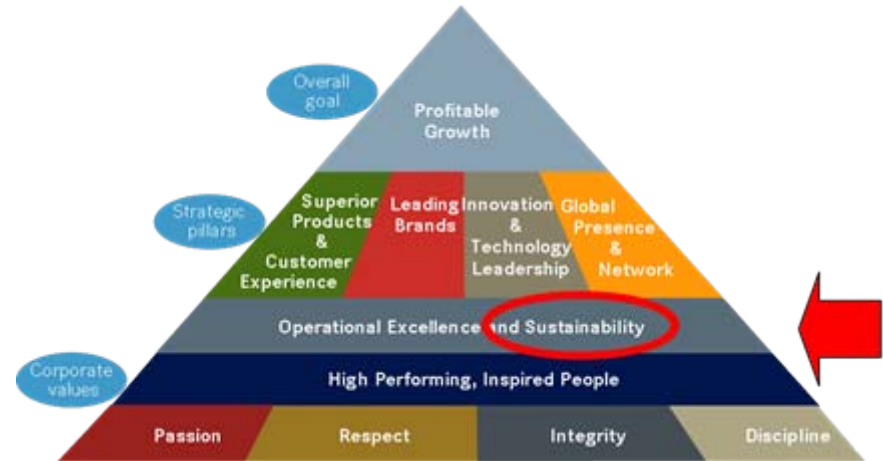 Overall
goal
Profitable
Growth
Strategic
pillars
Superior
Products
&
Customer
Experience
Leading
Brands
Innovation
&
Technology
Leadership
Global
Presence
&
Network
Operational Excellence and Sustainability
Corporate
values
High Performing, Inspired People
Passion
Respect
Integrity
Discipline